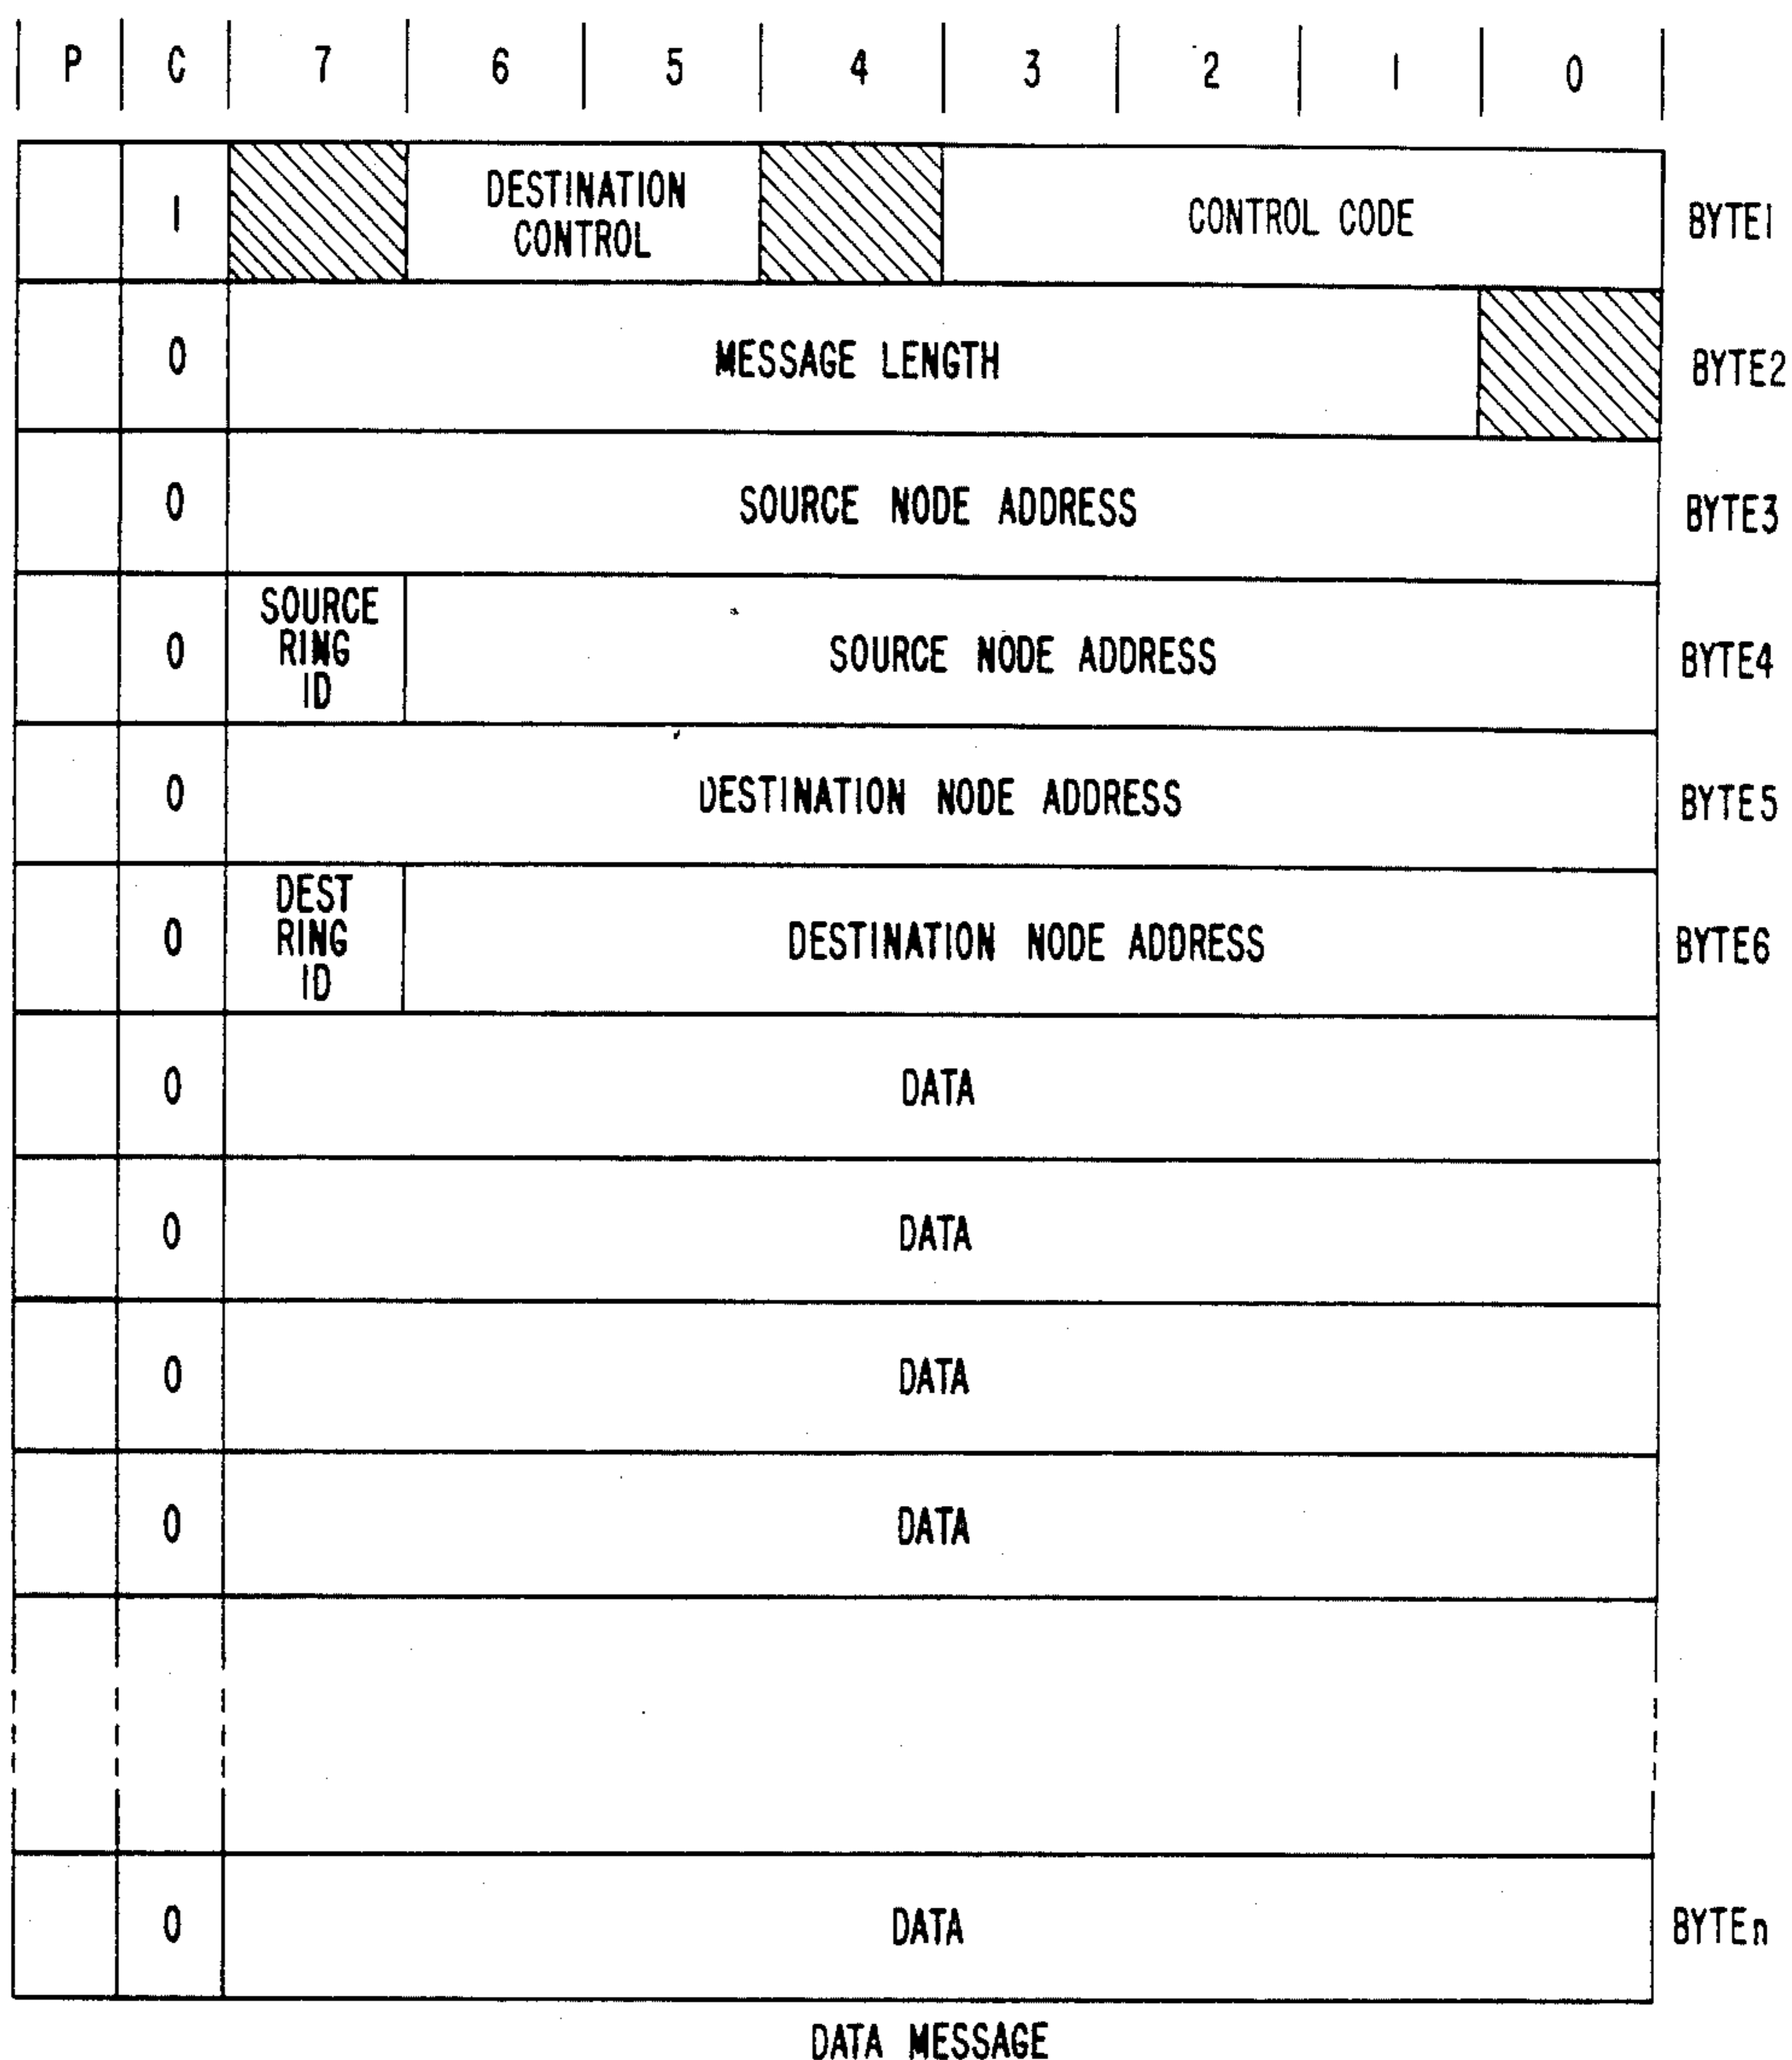 P C 7 6 5 4 3 2 1 0
1 DESTINATION CONTROL CONTROL CODE BYTE1
0 MESSAGE LENGTH BYTE2
0 SOURCE NODE ADDRESS BYTE3
0 SOURCE RING ID SOURCE NODE ADDRESS BYTE4
0 DESTINATION NODE ADDRESS BYTE5
0 DEST RING ID DESTINATION NODE ADDRESS BYTE6
0 DATA
0 DATA
0 DATA
0 DATA
0 DATA BYTEn
DATA MESSAGE